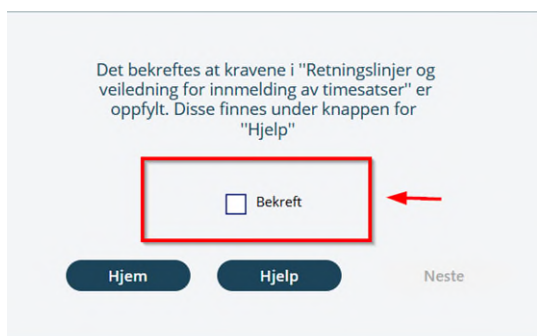 Det bekreftes at kravene i "Retningslinjer og
veiledning for innmelding av timesatser" er
oppfylt. Disse finnes under knappen for
"Hjelp"
Bekreft
Hjem
Hjelp
Neste